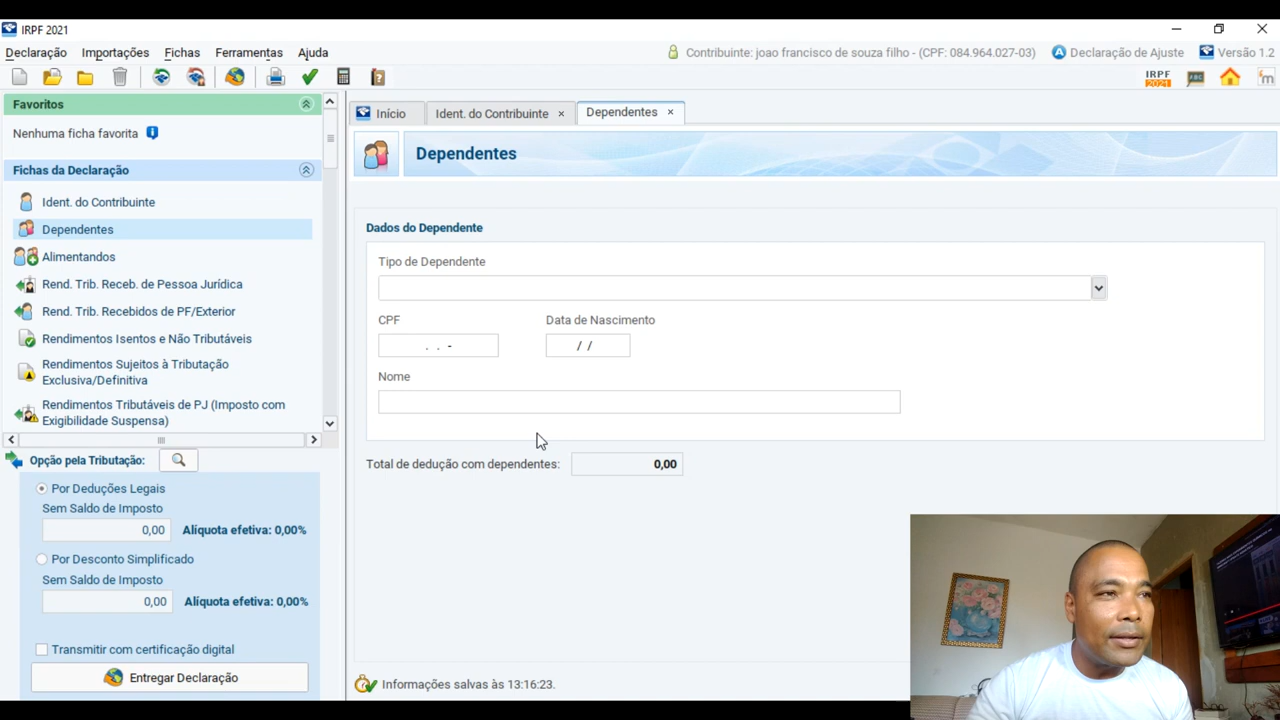 IRPF 2021
Declaração Importações Fichas Ferramentas Ajuda
Contribuinte: joao francisco de souza filho - (CPF: 084.964.027-03) Declaração de Ajuste Versão 1.2
IRPF
2021
ABC
Favoritos
Nenhuma ficha favorita
Fichas da Declaração
Ident. do Contribuinte
Dependentes
Alimentandos
Rend. Trib. Receb. de Pessoa Jurídica
Rend. Trib. Recebidos de PF/Exterior
Rendimentos Isentos e Não Tributáveis
Rendimentos Sujeitos à Tributação
Exclusiva/Definitiva
Rendimentos Tributáveis de PJ (Imposto com
Exigibilidade Suspensa)
Opção pela Tributação:
Por Deduções Legais
Sem Saldo de Imposto
0,00 Alíquota efetiva: 0,00%
Por Desconto Simplificado
Sem Saldo de Imposto
0,00 Alíquota efetiva: 0,00%
Transmitir com certificação digital
Entregar Declaração
Início Ident. do Contribuinte × Dependentes ×
Dependentes
Dados do Dependente
Tipo de Dependente
CPF Data de Nascimento
. . - / /
Nome
Total de dedução com dependentes: 0,00
Informações salvas às 13:16:23.